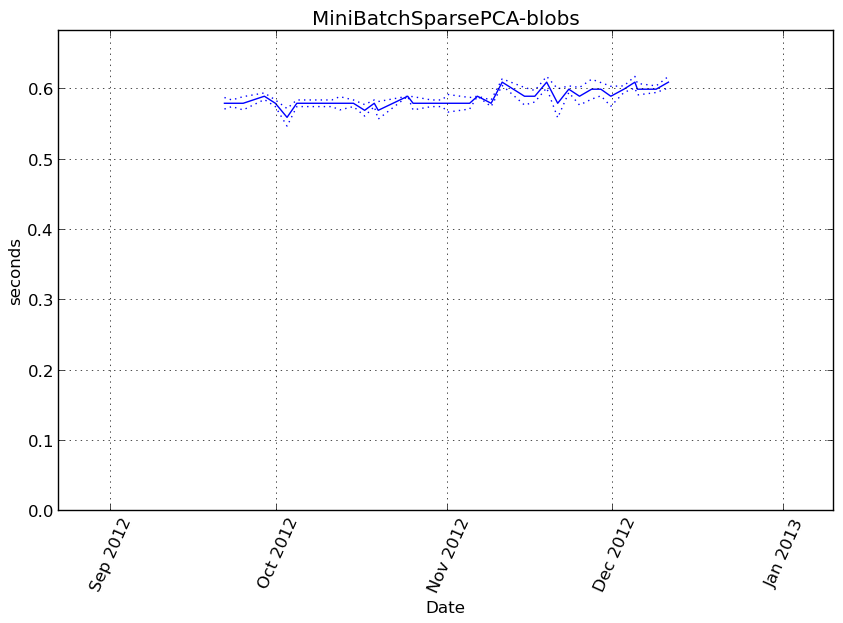 MiniBatchSparsePCA-blobs
0.6
0.5
0.4
0.3
0.2
0.1
0.0
seconds
Sep 2012
Oct 2012
Nov 2012
Dec 2012
Jan 2013
Date